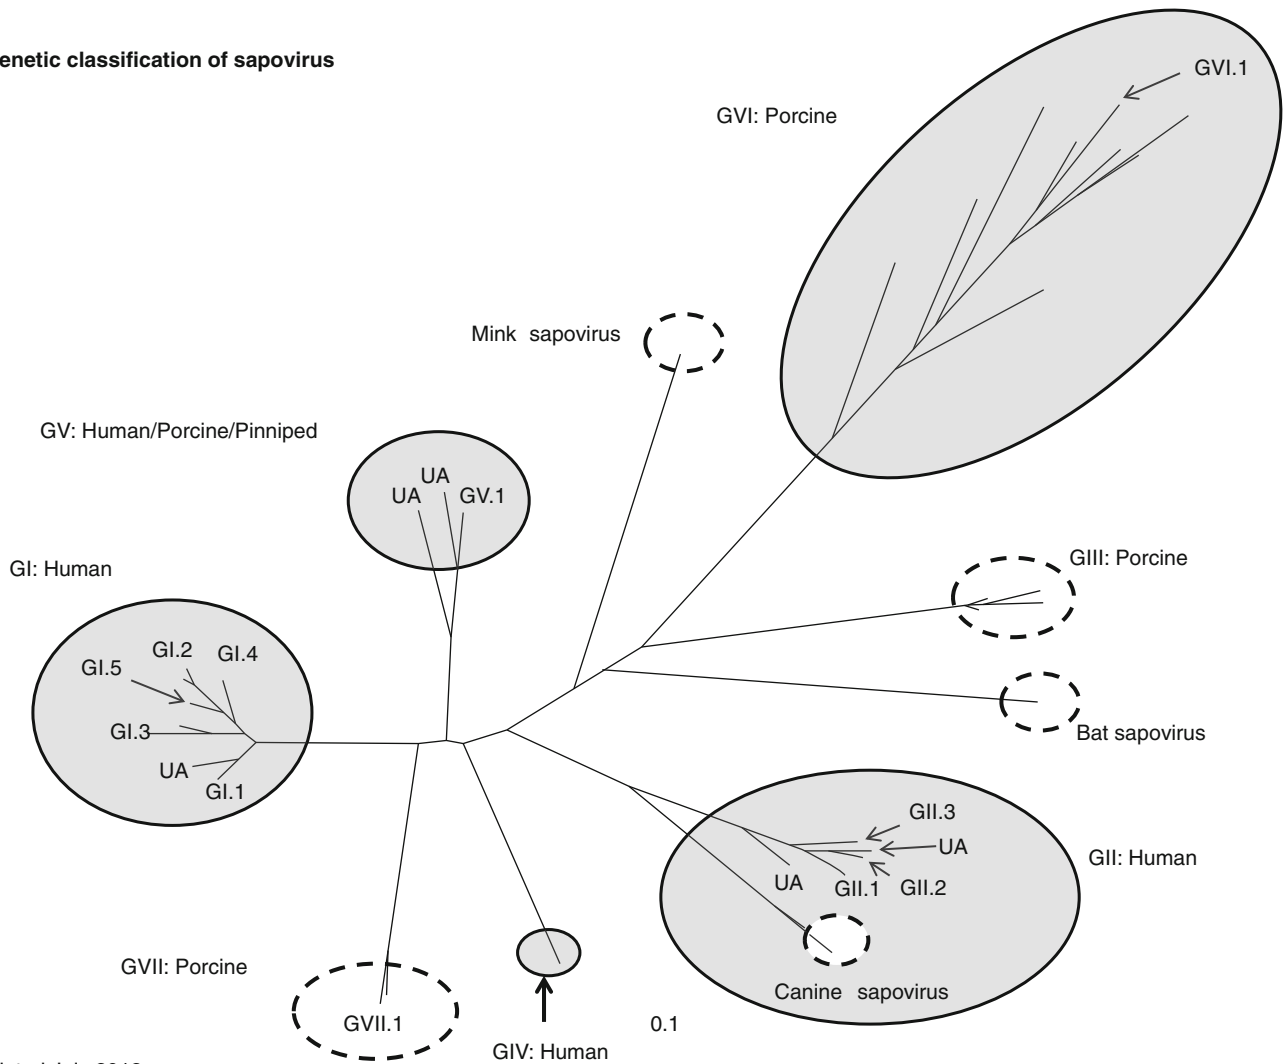 genetic classification of sapovirus
GVI.1
GVI: Porcine
Mink sapovirus
GV: Human/Porcine/Pinniped
UA
UA
GV.1
GIII: Porcine
GI: Human
GI.2
GI.4
GI.5
GI.3
UA
GI.1
Bat sapovirus
GII.3
UA
GII: Human
UA
GII.1
GII.2
GVII: Porcine
Canine sapovirus
GVII.1
0.1
GIV: Human